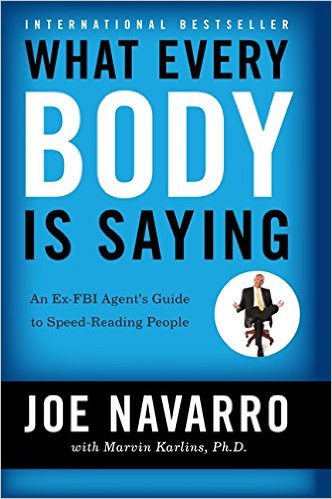 INTERNATIONAL BESTSELLER
WHAT EVERY
BODY
IS SAYING
An Ex-FBI Agent's Guide
to Speed-Reading People
JOE NAVARRO
with Marvin Karlins, Ph.D.